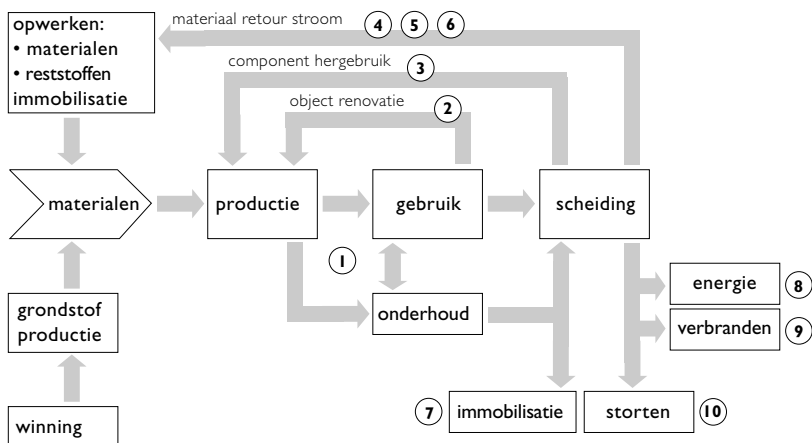 opwerken:
• materialen
• reststoffen
immobilisatie
materiaal retour stroom 4 5 6
component hergebruik 3
object renovatie 2
materialen
productie
gebruik
scheiding
1
grondstof
productie
onderhoud
energie 8
verbranden 9
winning
7 immobilisatie
storten 10